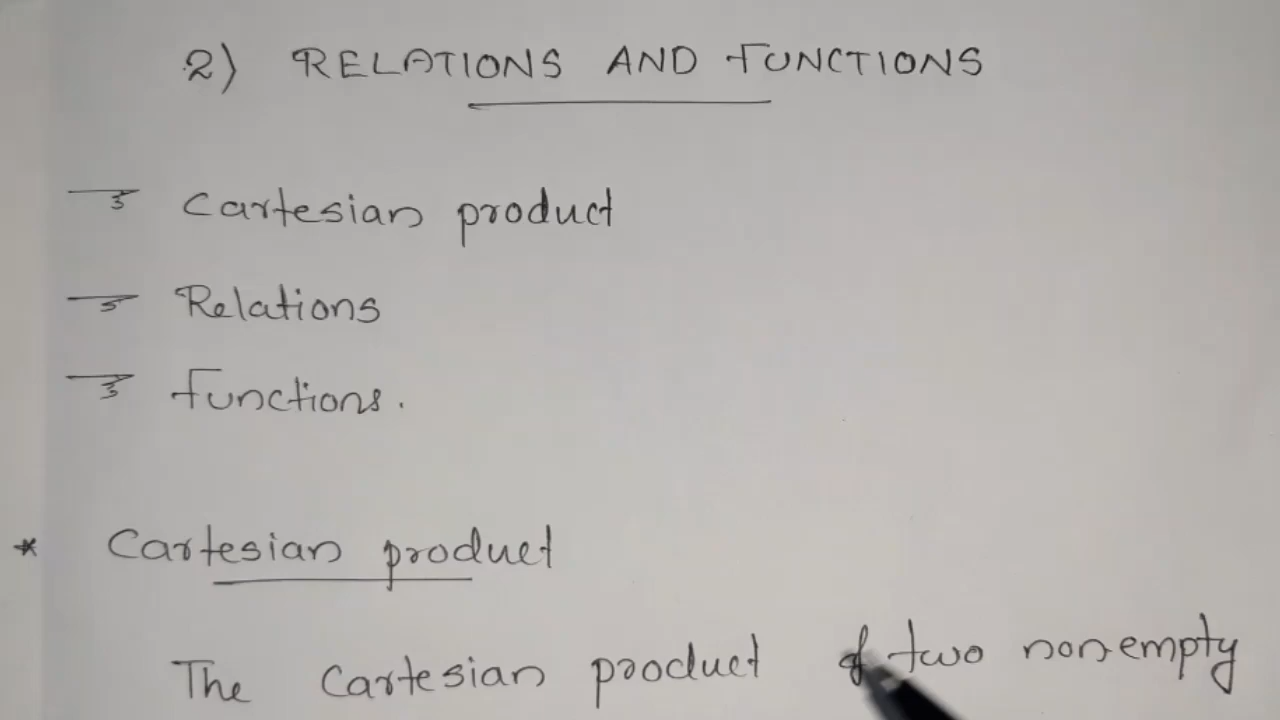 2) RELATIONS AND FUNCTIONS
→ Cartesian product
→ Relations
→ Functions.
* Cartesian product
The Cartesian product of two nonempty